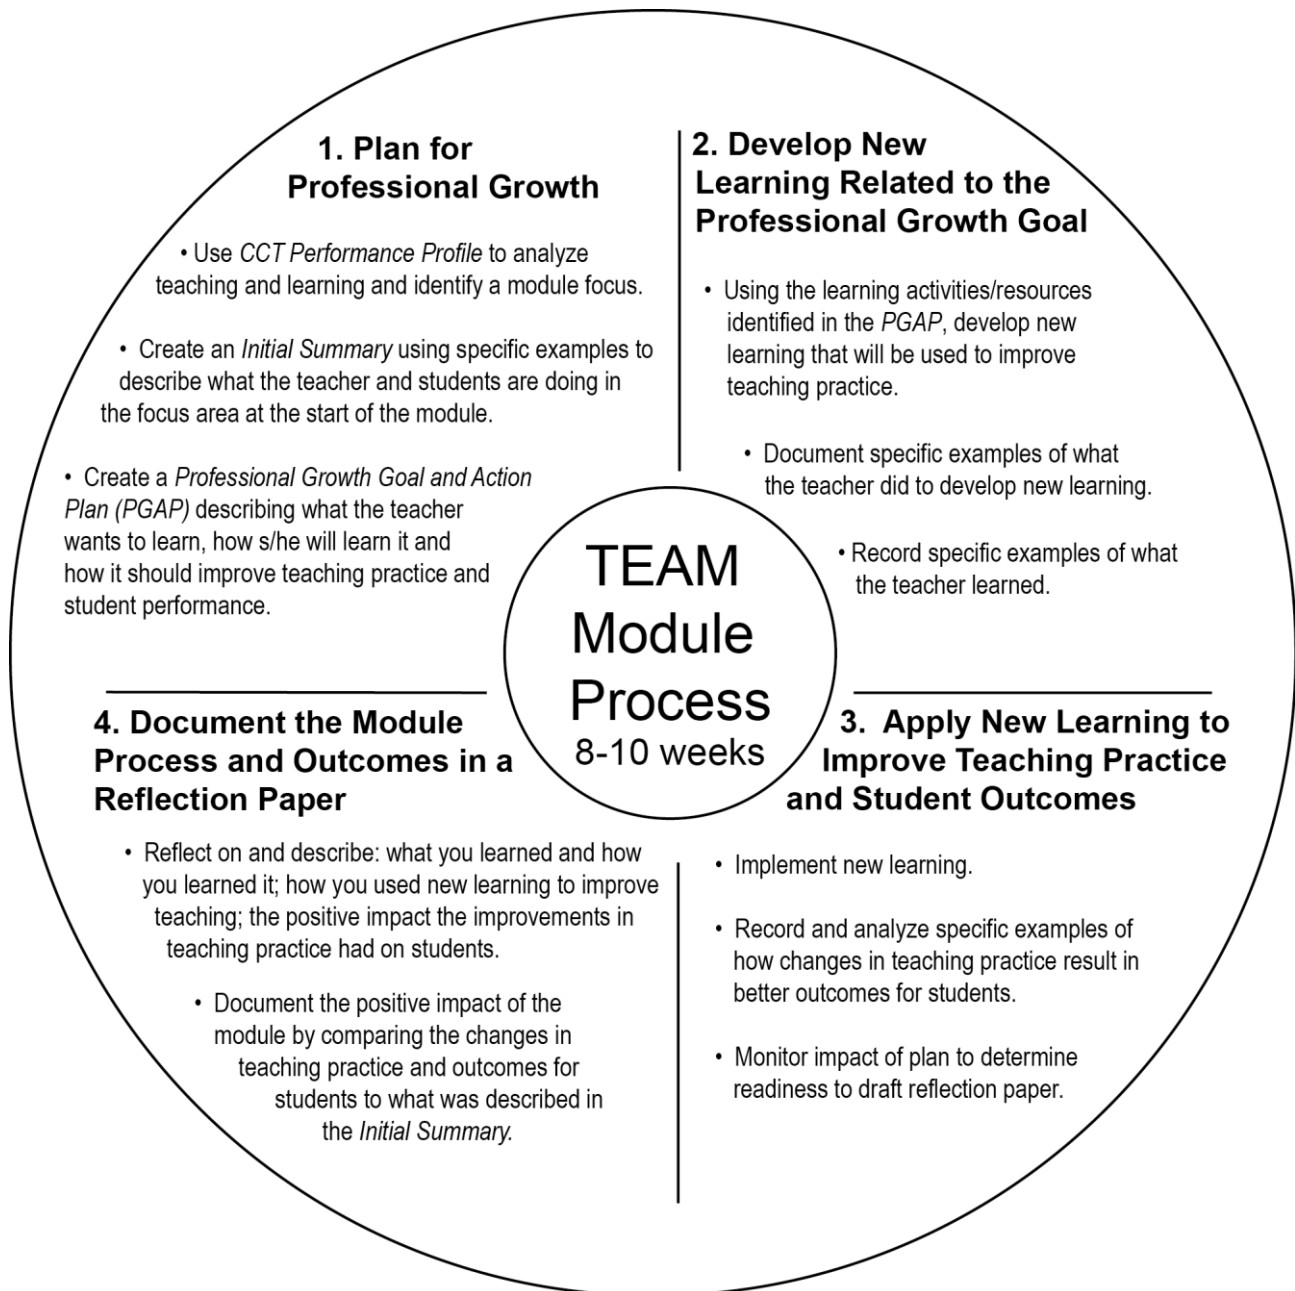 1. Plan for
Professional Growth
• Use CCT Performance Profile to analyze
teaching and learning and identify a module focus.
• Create an Initial Summary using specific examples to
describe what the teacher and students are doing in
the focus area at the start of the module.
• Create a Professional Growth Goal and Action
Plan (PGAP) describing what the teacher
wants to learn, how s/he will learn it and
how it should improve teaching practice and
student performance.
2. Develop New
Learning Related to the
Professional Growth Goal
• Using the learning activities/resources
identified in the PGAP, develop new
learning that will be used to improve
teaching practice.
• Document specific examples of what
the teacher did to develop new learning.
• Record specific examples of what
the teacher learned.
TEAM
Module
Process
8-10 weeks
3. Apply New Learning to
Improve Teaching Practice
and Student Outcomes
• Implement new learning.
• Record and analyze specific examples of
how changes in teaching practice result in
better outcomes for students.
• Monitor impact of plan to determine
readiness to draft reflection paper.
4. Document the Module
Process and Outcomes in a
Reflection Paper
• Reflect on and describe: what you learned and how
you learned it; how you used new learning to improve
teaching; the positive impact the improvements in
teaching practice had on students.
• Document the positive impact of the
module by comparing the changes in
teaching practice and outcomes for
students to what was described in
the Initial Summary.